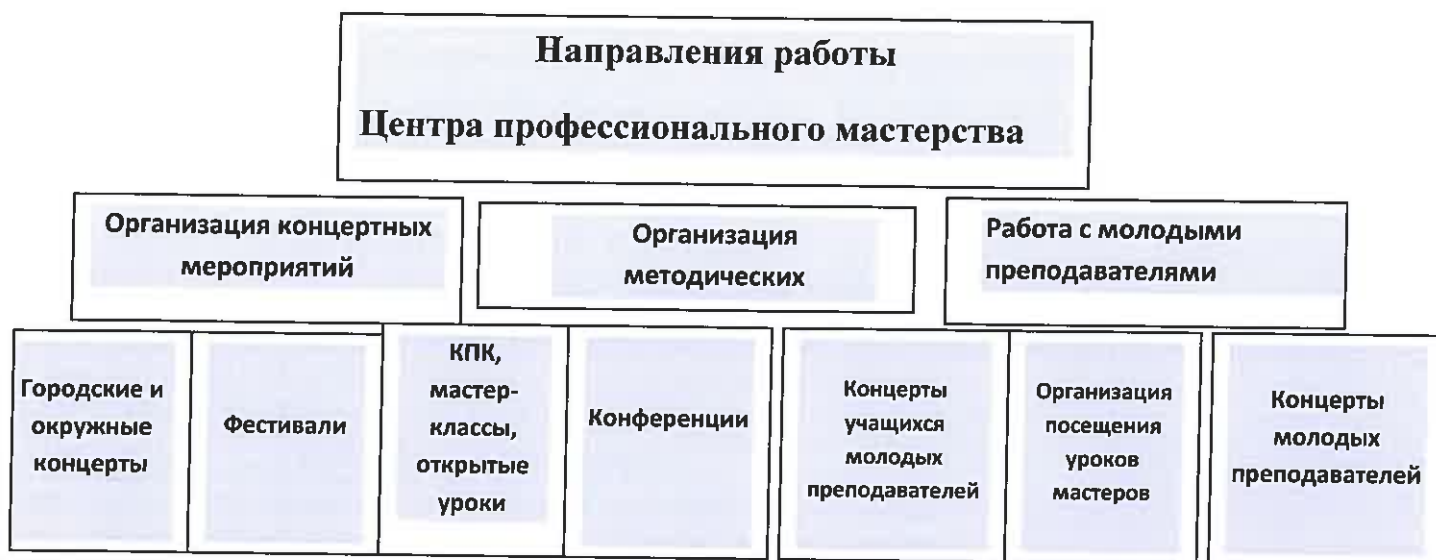 Направления работы
Центра профессионального мастерства
Организация концертных
мероприятий
Организация
методических
Работа с молодыми
преподавателями
Городские и
окружные
концерты
Фестивали
КПК,
мастер-
классы,
открытые
уроки
Конференции
Концерты
учащихся
молодых
преподавателей
Организация
посещения
уроков
мастеров
Концерты
молодых
преподавателей